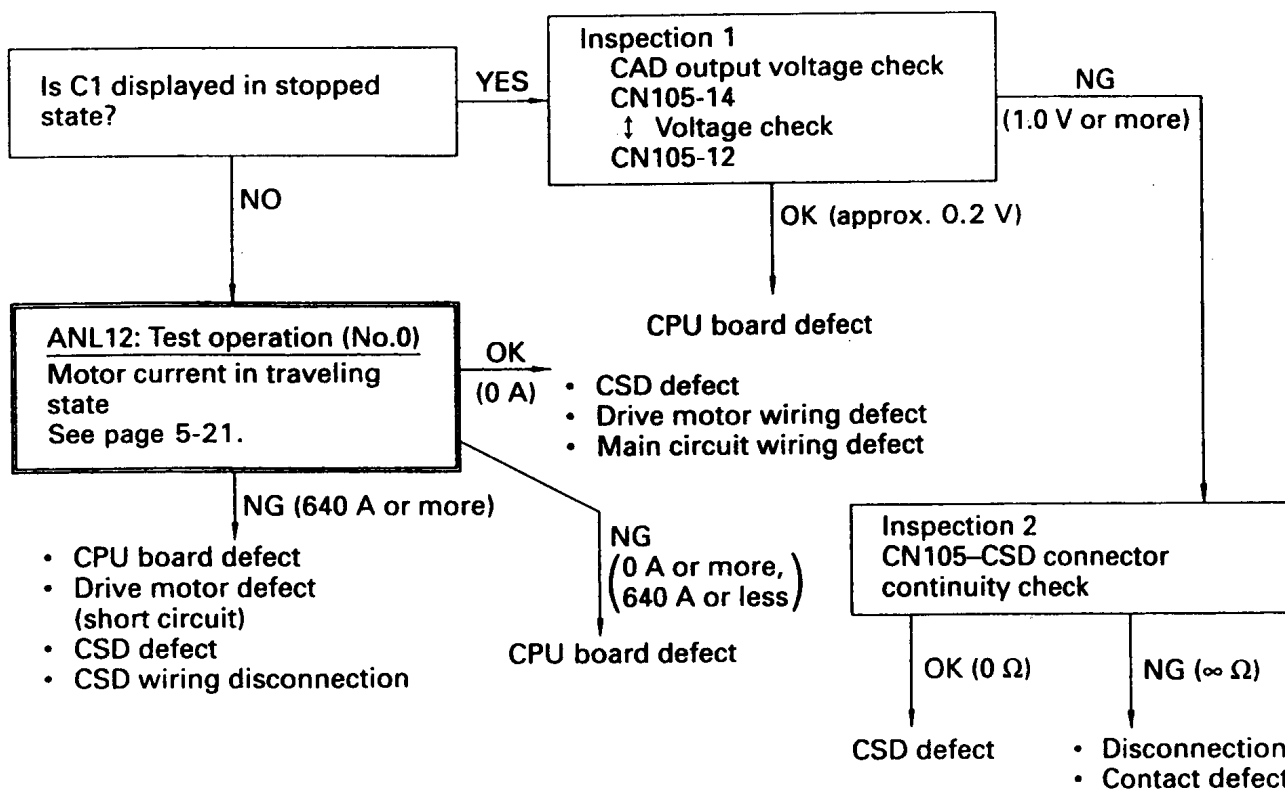 Is C1 displayed in stopped
state?
YES
Inspection 1
CAD output voltage check
CN105-14
↕ Voltage check
CN105-12
NG
(1.0 V or more)
NO
OK (approx. 0.2 V)
CPU board defect
ANL12: Test operation (No.0)
Motor current in traveling
state
See page 5-21.
OK
(0 A)
• CSD defect
• Drive motor wiring defect
• Main circuit wiring defect
NG (640 A or more)
• CPU board defect
• Drive motor defect
(short circuit)
• CSD defect
• CSD wiring disconnection
NG
(0 A or more,
640 A or less)
CPU board defect
Inspection 2
CN105–CSD connector
continuity check
OK (0 Ω)
NG (∞ Ω)
CSD defect
• Disconnection
• Contact defect